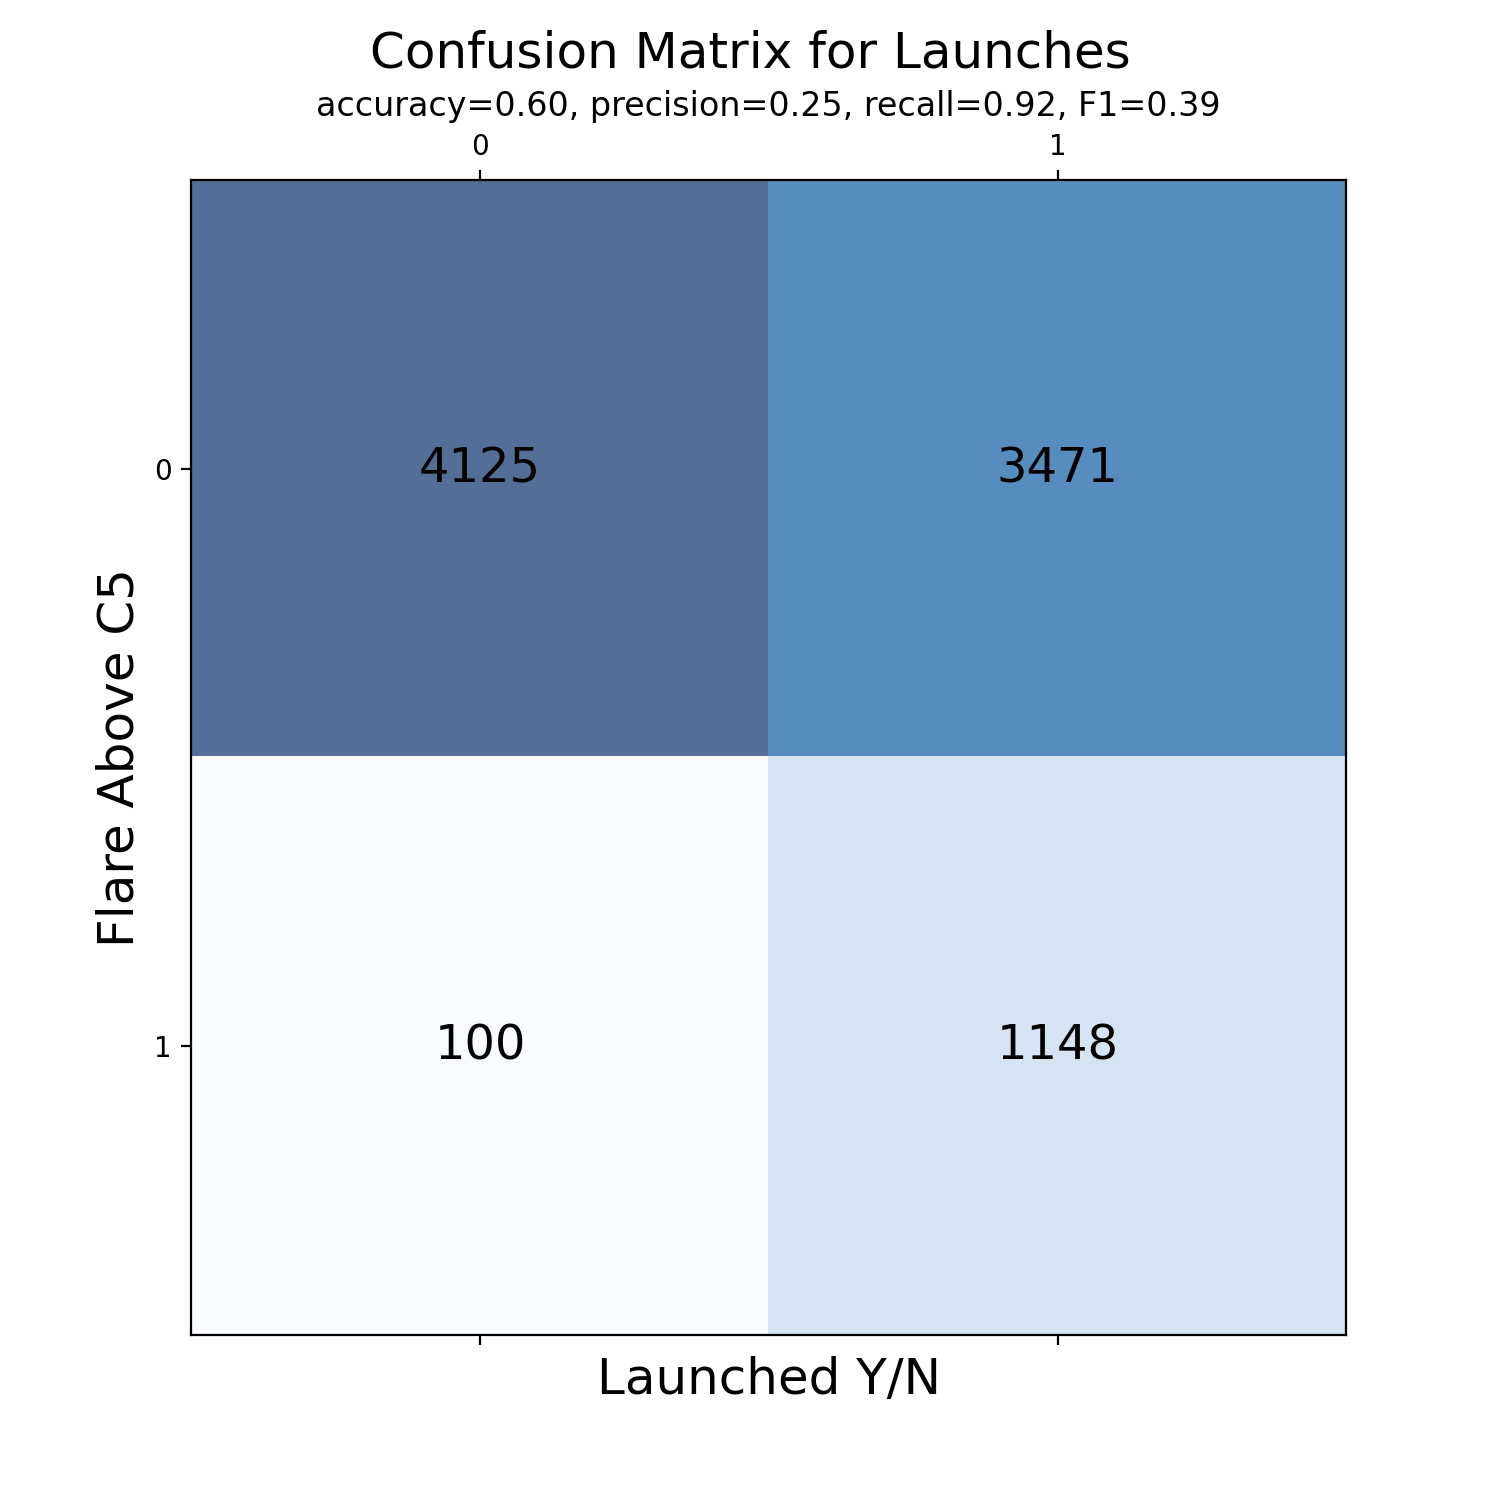 Confusion Matrix for Launches
accuracy=0.60, precision=0.25, recall=0.92, F1=0.39
0 1
0 4125 3471
Flare Above C5
1 100 1148
Launched Y/N